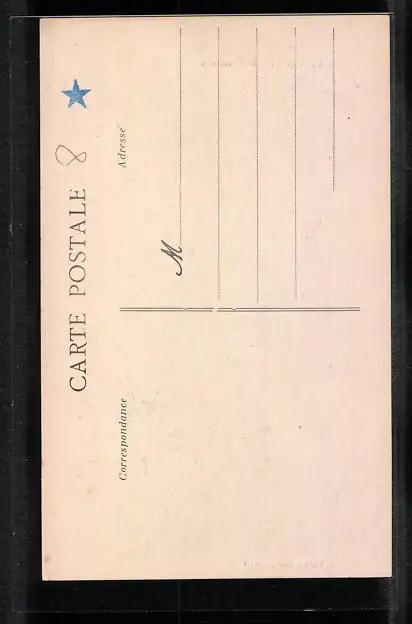 CARTE POSTALE 8
Correspondance
Adresse
M